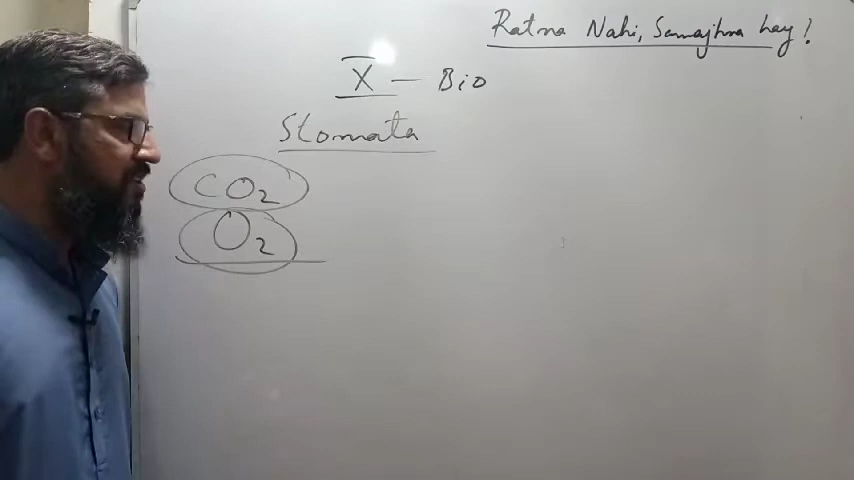 Ratna Nahi, Samajhna hay!
X - Bio
Stomata
CO2
O2